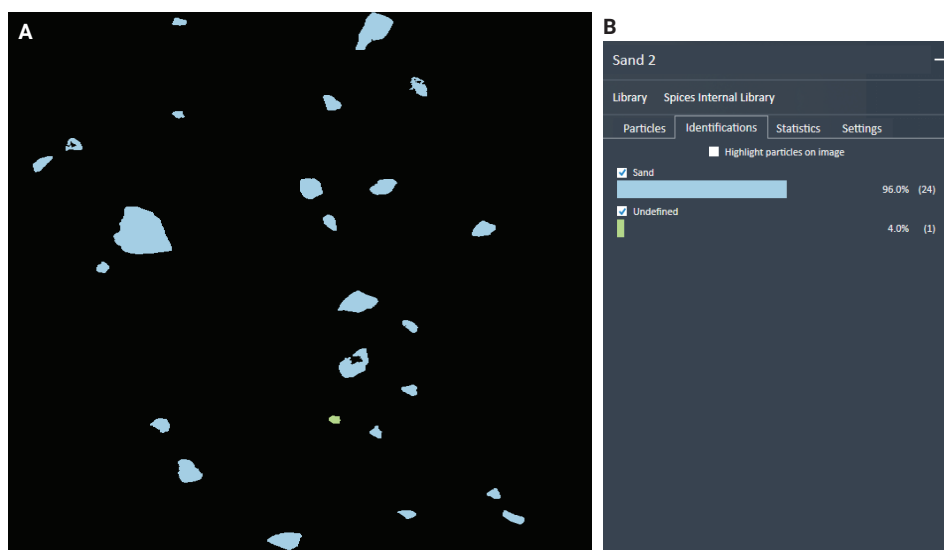 A
B
Sand 2
Library Spices Internal Library
Particles Identifications Statistics Settings
Highlight particles on image
Sand
96.0% (24)
Undefined
4.0% (1)